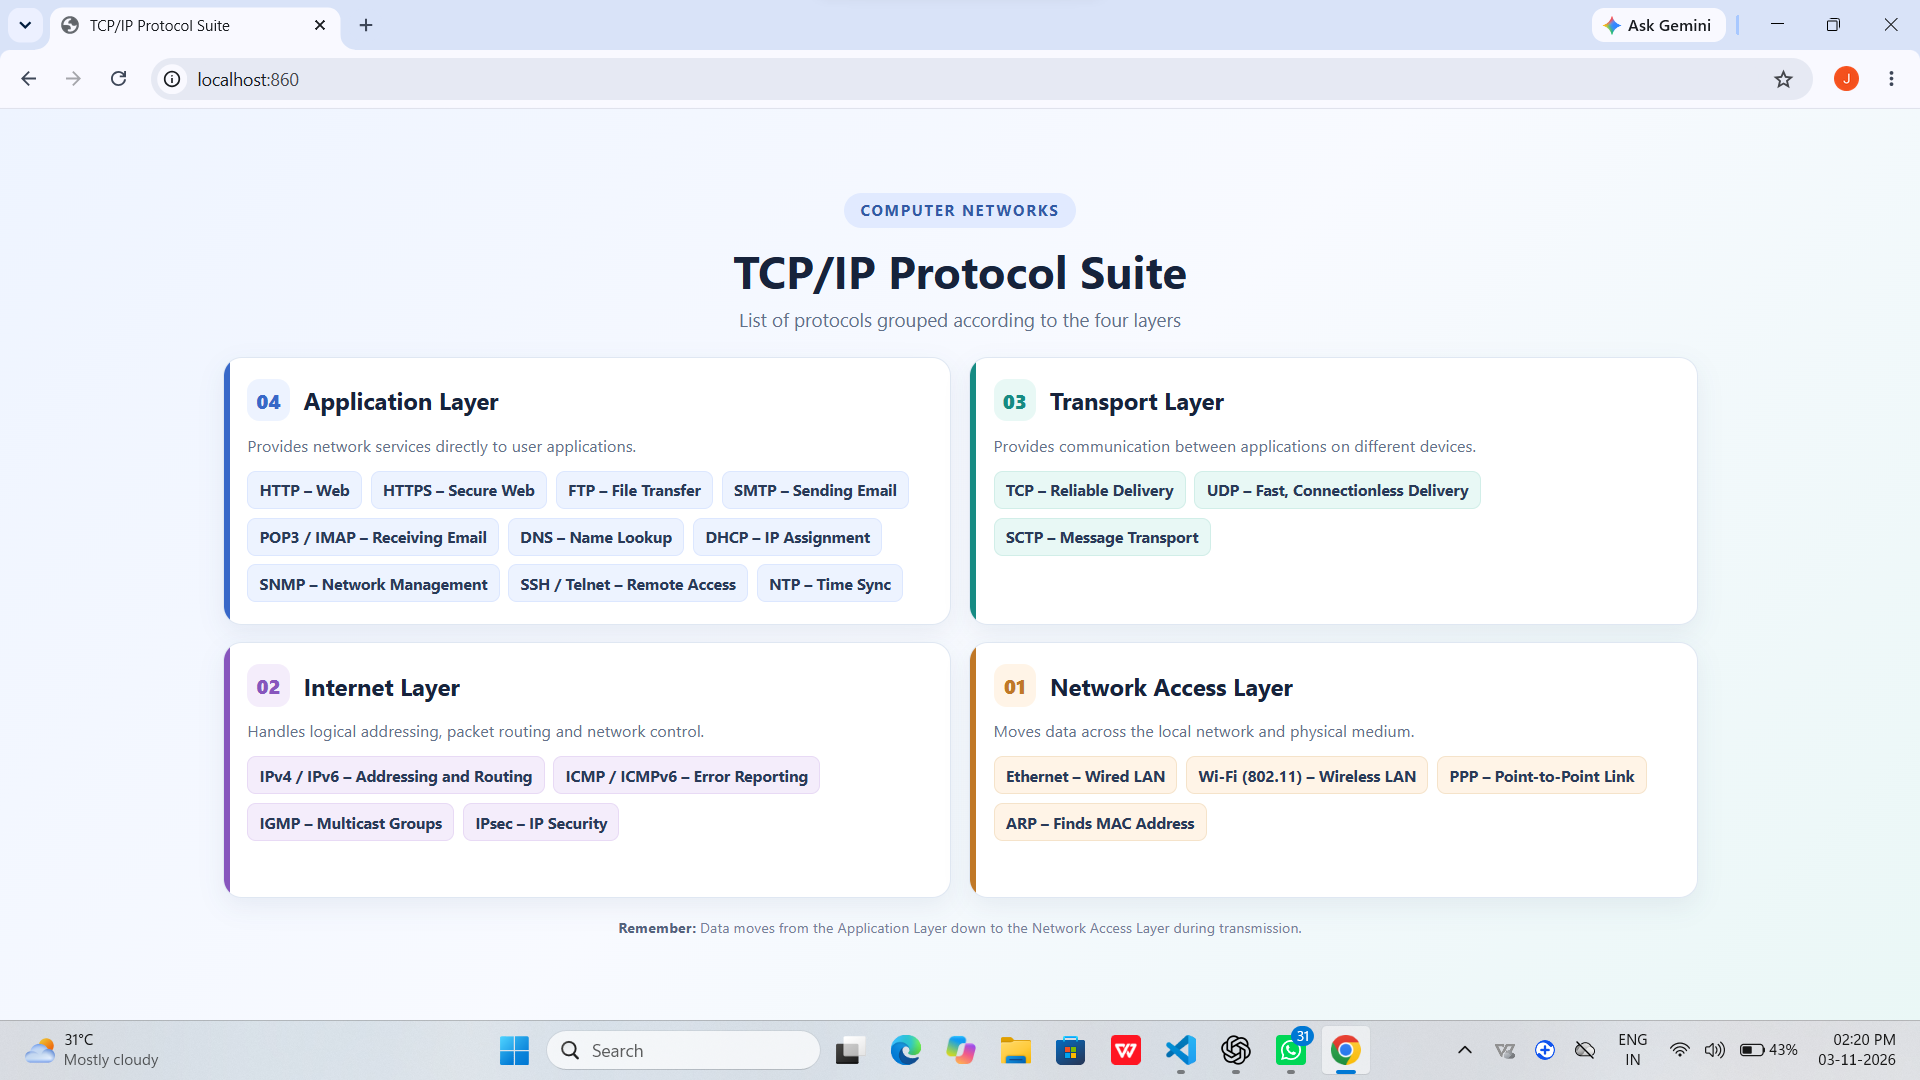 TCP/IP Protocol Suite
Ask Gemini
localhost:860
J
COMPUTER NETWORKS
TCP/IP Protocol Suite
List of protocols grouped according to the four layers
04 Application Layer
Provides network services directly to user applications.
HTTP – Web HTTPS – Secure Web FTP – File Transfer SMTP – Sending Email
POP3 / IMAP – Receiving Email DNS – Name Lookup DHCP – IP Assignment
SNMP – Network Management SSH / Telnet – Remote Access NTP – Time Sync
03 Transport Layer
Provides communication between applications on different devices.
TCP – Reliable Delivery UDP – Fast, Connectionless Delivery
SCTP – Message Transport
02 Internet Layer
Handles logical addressing, packet routing and network control.
IPv4 / IPv6 – Addressing and Routing ICMP / ICMPv6 – Error Reporting
IGMP – Multicast Groups IPsec – IP Security
01 Network Access Layer
Moves data across the local network and physical medium.
Ethernet – Wired LAN Wi-Fi (802.11) – Wireless LAN PPP – Point-to-Point Link
ARP – Finds MAC Address
Remember: Data moves from the Application Layer down to the Network Access Layer during transmission.
31°C
Mostly cloudy
Search
31
ENG
IN
43%
02:20 PM
03-11-2026